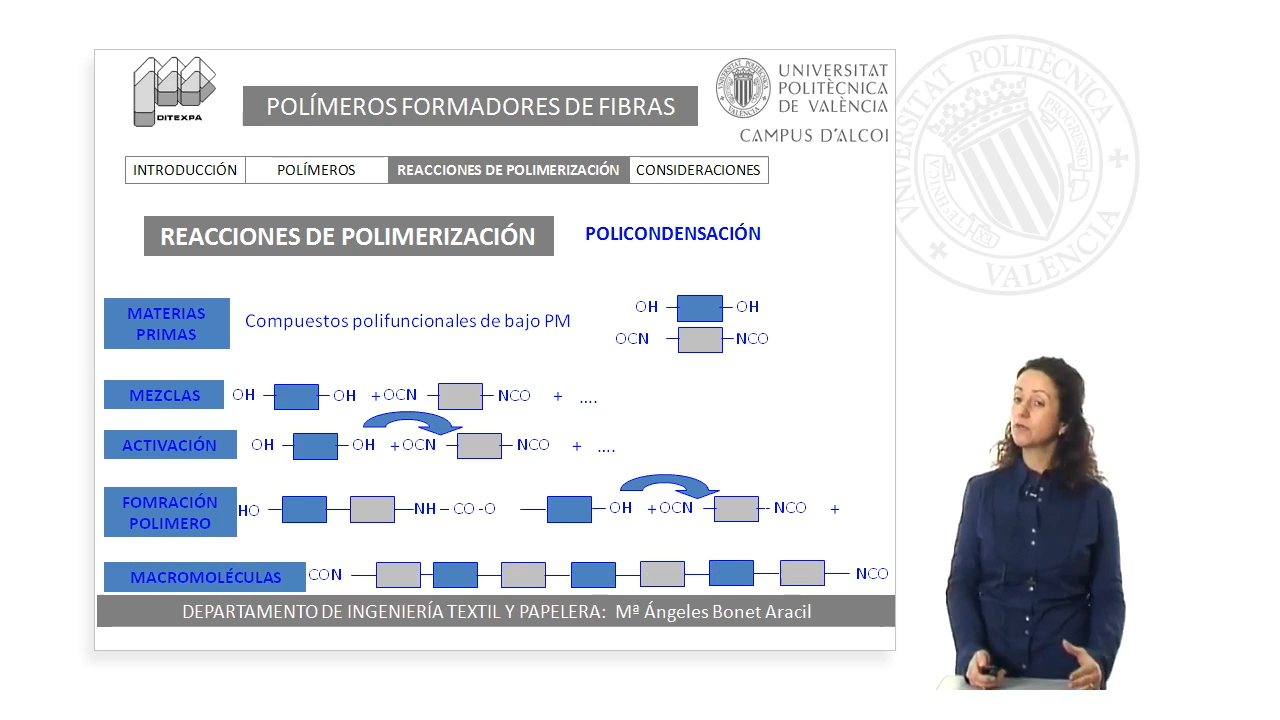 DITEXPA
POLÍMEROS FORMADORES DE FIBRAS
UNIVERSITAT
POLITÈCNICA
DE VALÈNCIA
CAMPUS D'ALCOI
INTRODUCCIÓN POLÍMEROS REACCIONES DE POLIMERIZACIÓN CONSIDERACIONES
REACCIONES DE POLIMERIZACIÓN POLICONDENSACIÓN
MATERIAS
PRIMAS
Compuestos polifuncionales de bajo PM
OH OH
OCN NCO
MEZCLAS OH OH + OCN NCO + ....
ACTIVACIÓN OH OH + OCN NCO + ....
FOMRACIÓN
POLIMERO
HO NH – CO -O OH + OCN NCO +
MACROMOLÉCULAS CON NCO
DEPARTAMENTO DE INGENIERÍA TEXTIL Y PAPELERA: Mª Ángeles Bonet Aracil
UNIVERSITAT POLITÈCNICA
VALÈNCIA